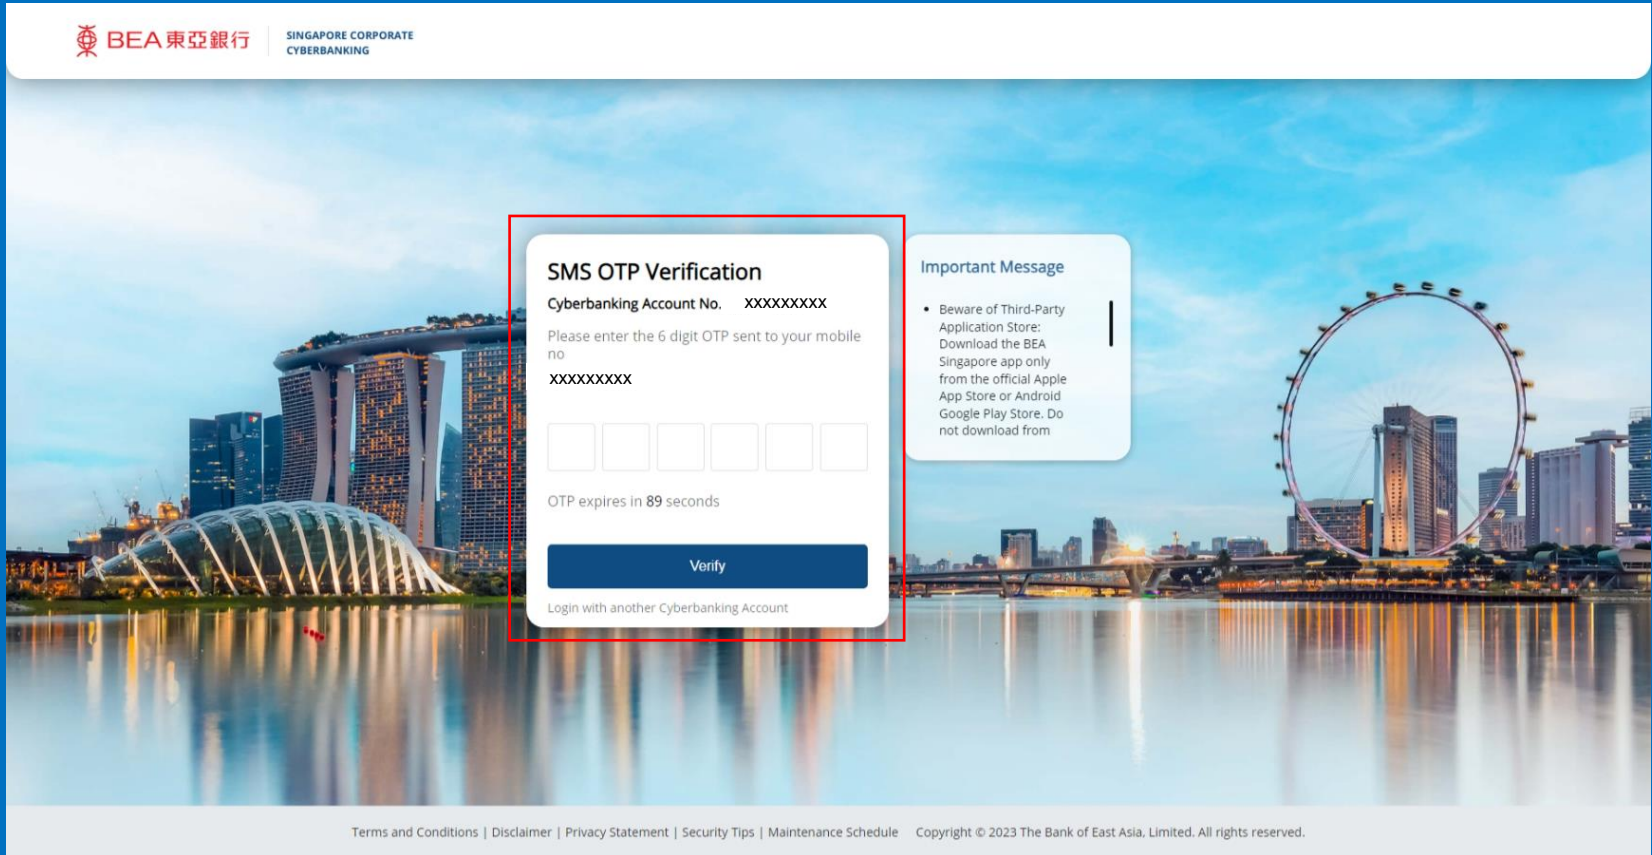 BEA東亞銀行
SINGAPORE CORPORATE
CYBERBANKING
SMS OTP Verification
Cyberbanking Account No. XXXXXXXXX
Please enter the 6 digit OTP sent to your mobile
no
XXXXXXXXX
OTP expires in 89 seconds
Verify
Login with another Cyberbanking Account
Important Message
• Beware of Third-Party
Application Store:
Download the BEA
Singapore app only
from the official Apple
App Store or Android
Google Play Store. Do
not download from
Terms and Conditions | Disclaimer | Privacy Statement | Security Tips | Maintenance Schedule Copyright © 2023 The Bank of East Asia, Limited. All rights reserved.